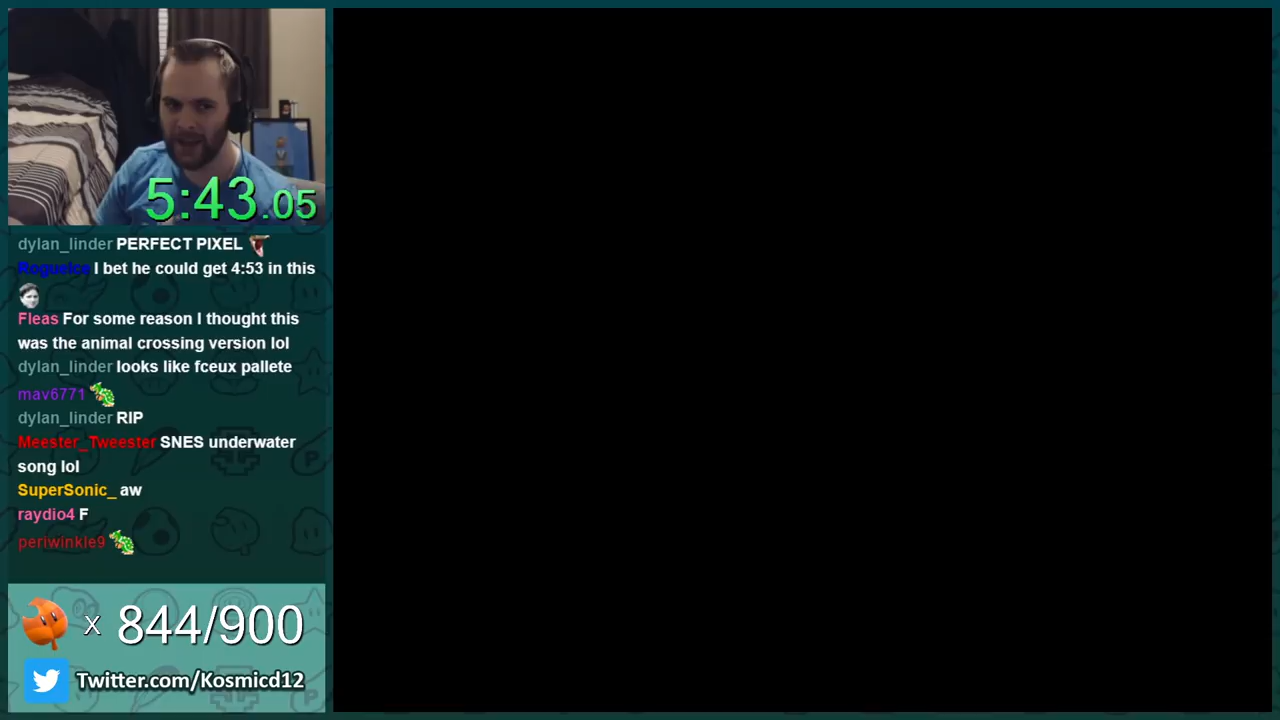 5:43.05
dylan_linder PERFECT PIXEL
RogueIce I bet he could get 4:53 in this
Fleas For some reason I thought this
was the animal crossing version lol
dylan_linder looks like fceux pallete
mav6771
dylan_linder RIP
Meester_Tweester SNES underwater
song lol
SuperSonic_ aw
raydio4 F
periwinkle9
x 844/900
Twitter.com/Kosmicd12